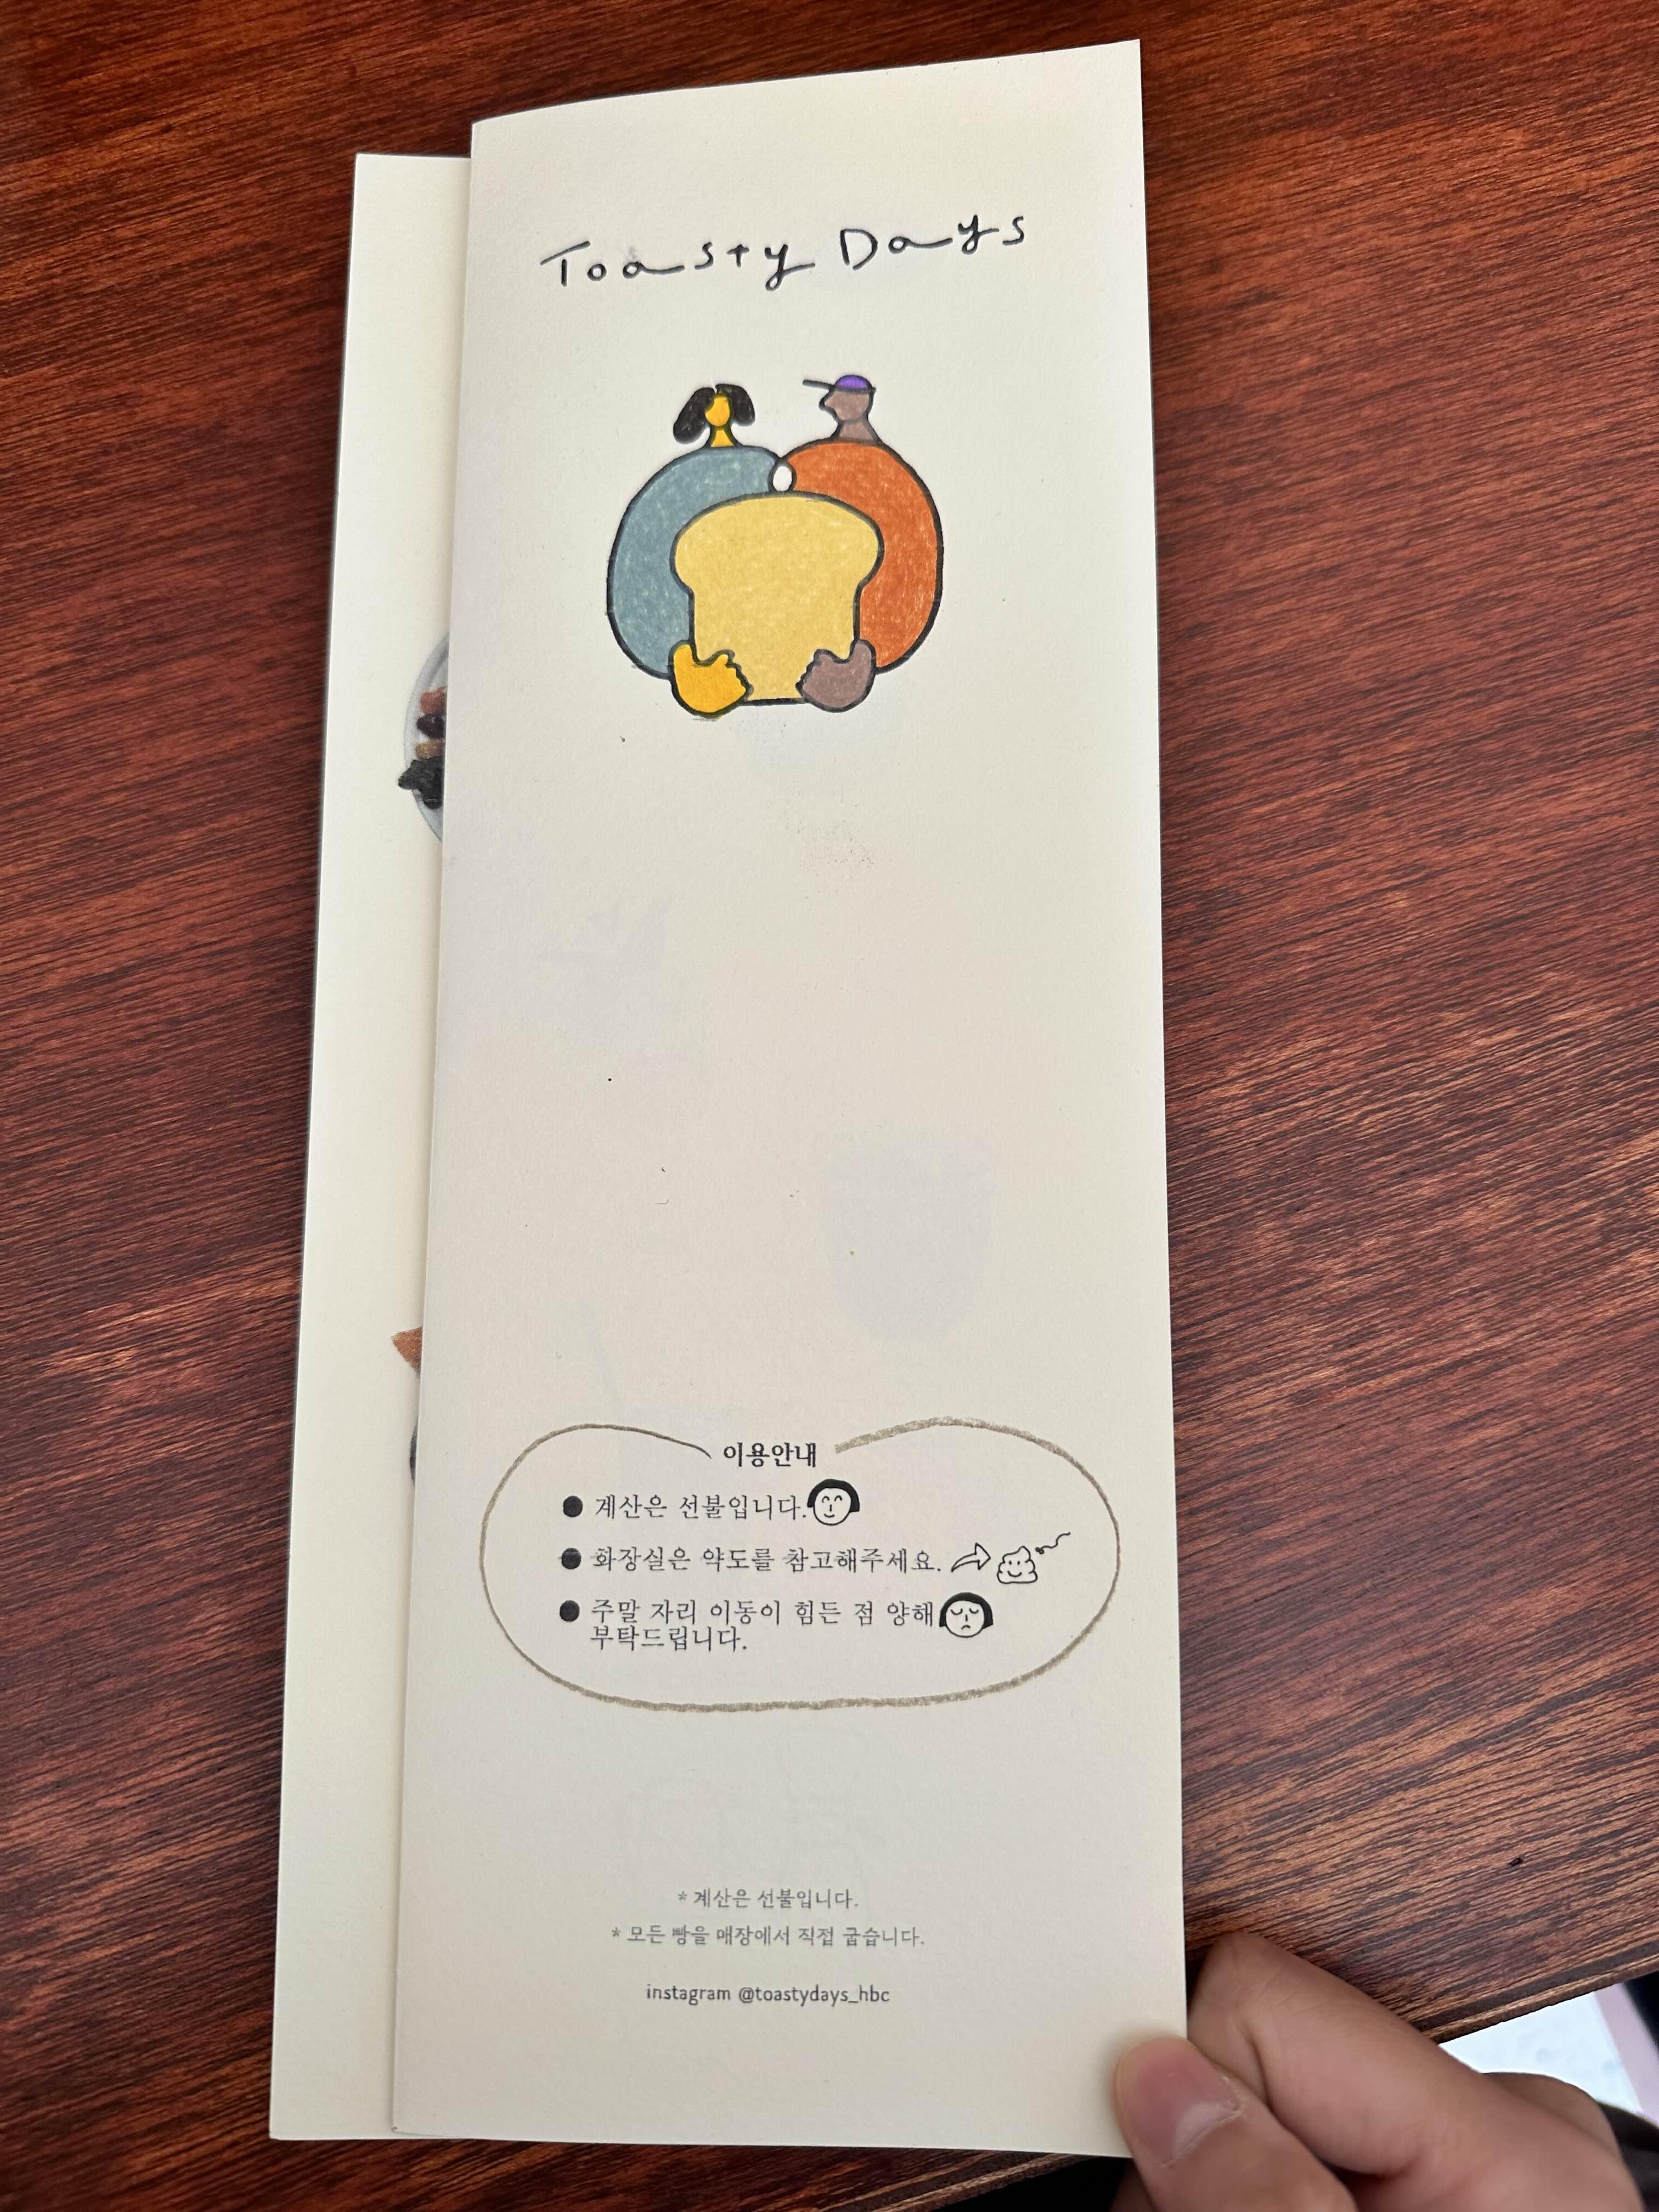 Toasty Days
이용안내
● 계산은 선불입니다.
● 화장실은 약도를 참고해주세요.
● 주말 자리 이동이 힘든 점 양해
부탁드립니다.
* 계산은 선불입니다.
* 모든 빵을 매장에서 직접 굽습니다.
instagram @toastydays_hbc